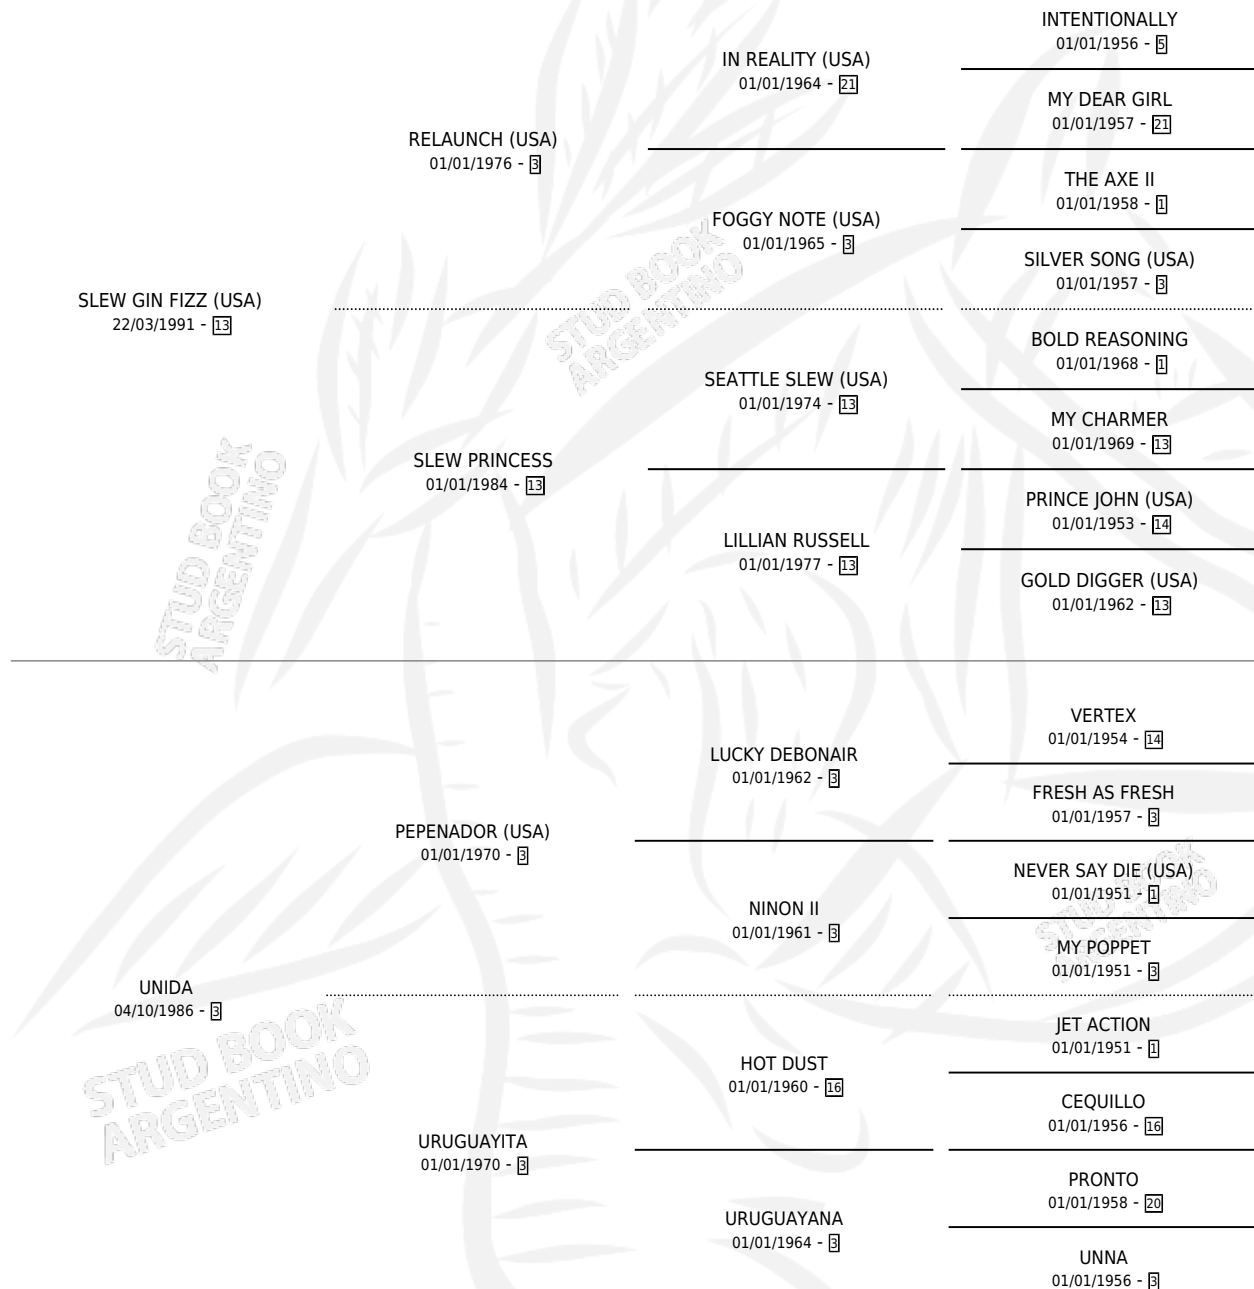 INTENTIONALLY
01/01/1956 - 5
IN REALITY (USA)
01/01/1964 - 21
MY DEAR GIRL
01/01/1957 - 21
RELAUNCH (USA)
01/01/1976 - 3
THE AXE II
01/01/1958 - 1
FOGGY NOTE (USA)
01/01/1965 - 3
SILVER SONG (USA)
01/01/1957 - 3
SLEW GIN FIZZ (USA)
22/03/1991 - 13
BOLD REASONING
01/01/1968 - 1
SEATTLE SLEW (USA)
01/01/1974 - 13
MY CHARMER
01/01/1969 - 13
SLEW PRINCESS
01/01/1984 - 13
PRINCE JOHN (USA)
01/01/1953 - 14
LILLIAN RUSSELL
01/01/1977 - 13
GOLD DIGGER (USA)
01/01/1962 - 13
VERTEX
01/01/1954 - 14
LUCKY DEBONAIR
01/01/1962 - 3
FRESH AS FRESH
01/01/1957 - 3
PEPENADOR (USA)
01/01/1970 - 3
NEVER SAY DIE (USA)
01/01/1951 - 1
NINON II
01/01/1961 - 3
MY POPPET
01/01/1951 - 3
UNIDA
04/10/1986 - 3
JET ACTION
01/01/1951 - 1
HOT DUST
01/01/1960 - 16
CEQUILLO
01/01/1956 - 16
URUGUAYITA
01/01/1970 - 3
PRONTO
01/01/1958 - 20
URUGUAYANA
01/01/1964 - 3
UNNA
01/01/1956 - 3
STUD BOOK
ARGENTINO
STUD BOOK
ARGENTINO
STUD BOOK
ARGENTINO
STUD BOOK
ARGENTINO